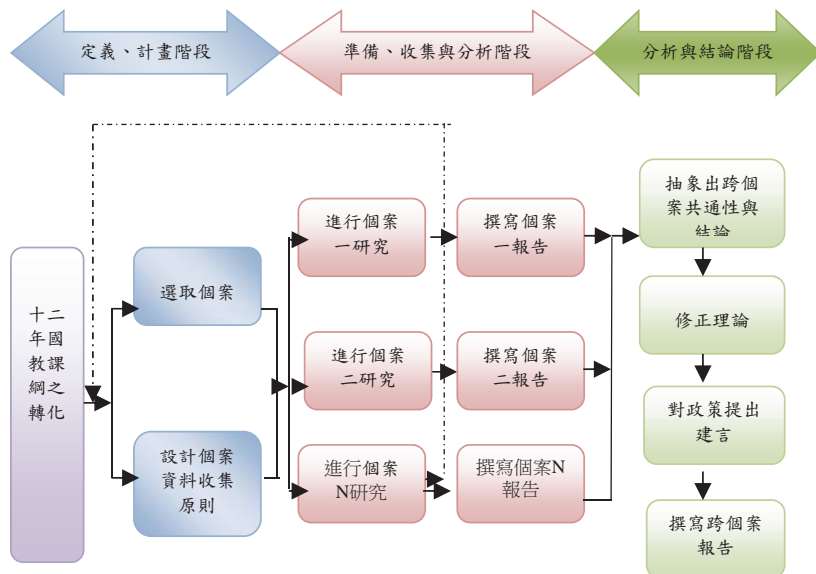 定義、計畫階段
準備、收集與分析階段
分析與結論階段
十二
年國
教課
綱之
轉化
選取個案
設計個案
資料收集
原則
進行個案
一研究
進行個案
二研究
進行個案
N研究
撰寫個案
一報告
撰寫個案
二報告
撰寫個案N
報告
抽象出跨個
案共通性與
結論
修正理論
對政策提出
建言
撰寫跨個案
報告